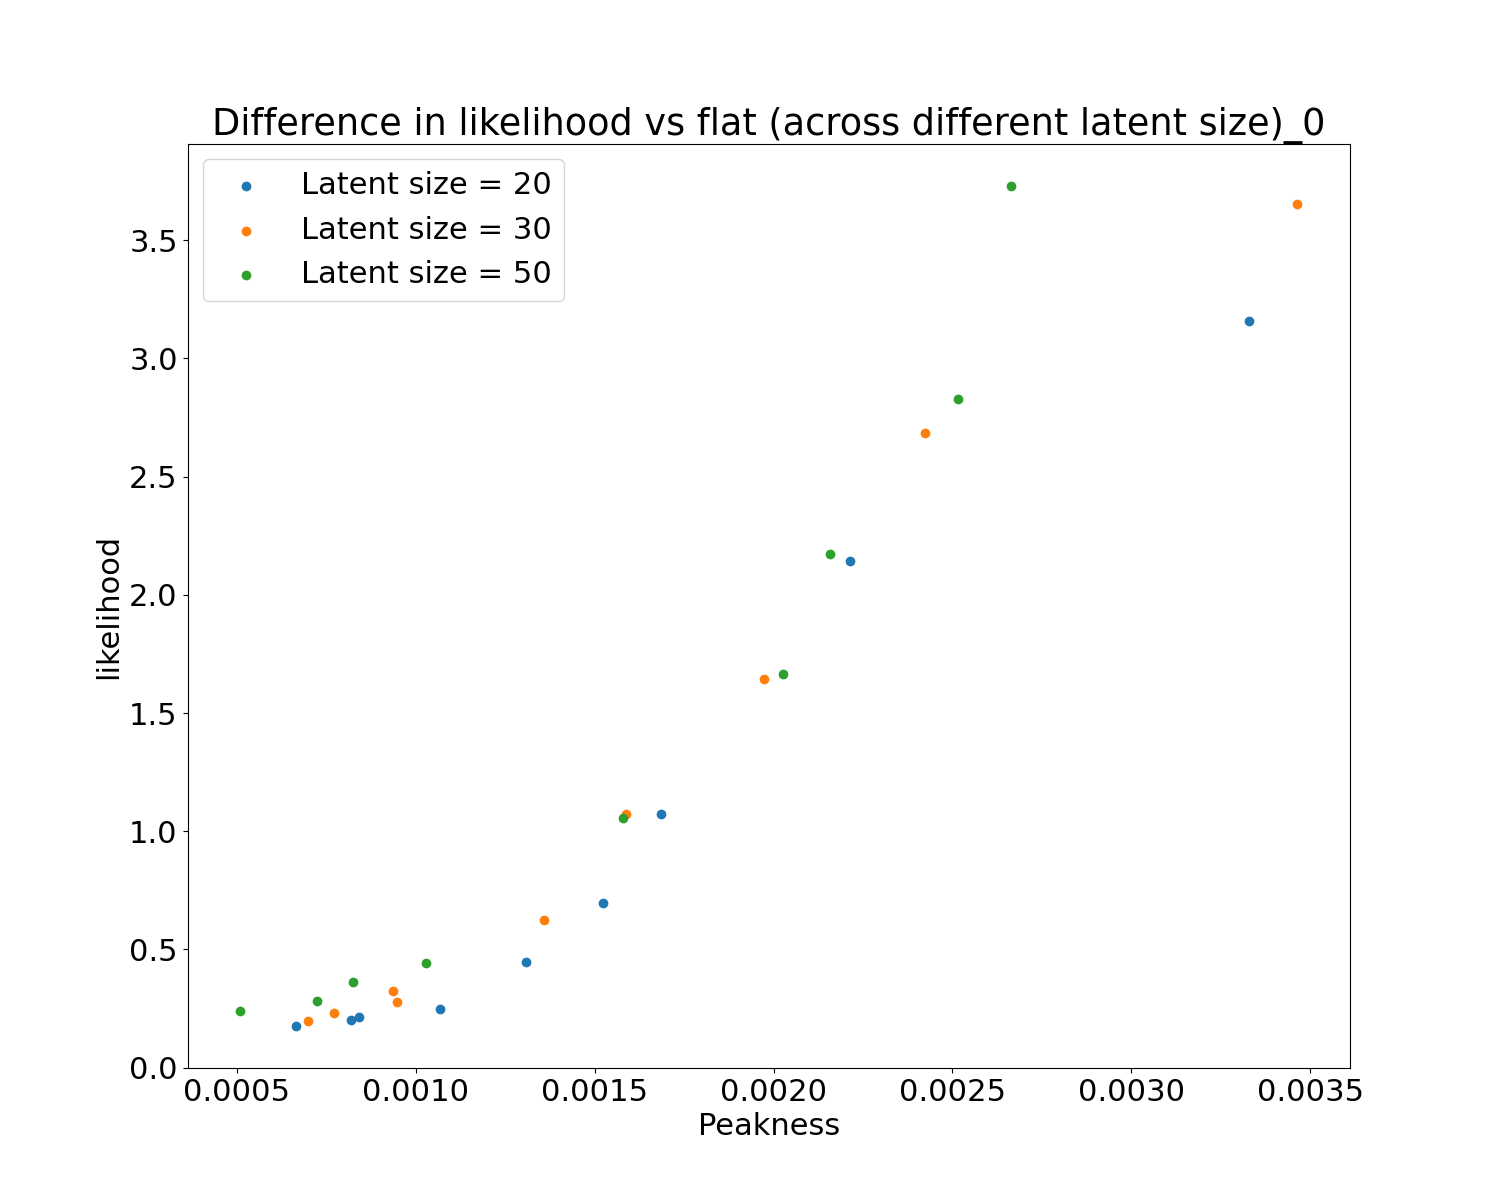 Difference in likelihood vs flat (across different latent size)_0
Latent size = 20
Latent size = 30
Latent size = 50
3.5
3.0
2.5
2.0
1.5
1.0
0.5
0.0
likelihood
0.0005 0.0010 0.0015 0.0020 0.0025 0.0030 0.0035
Peakness